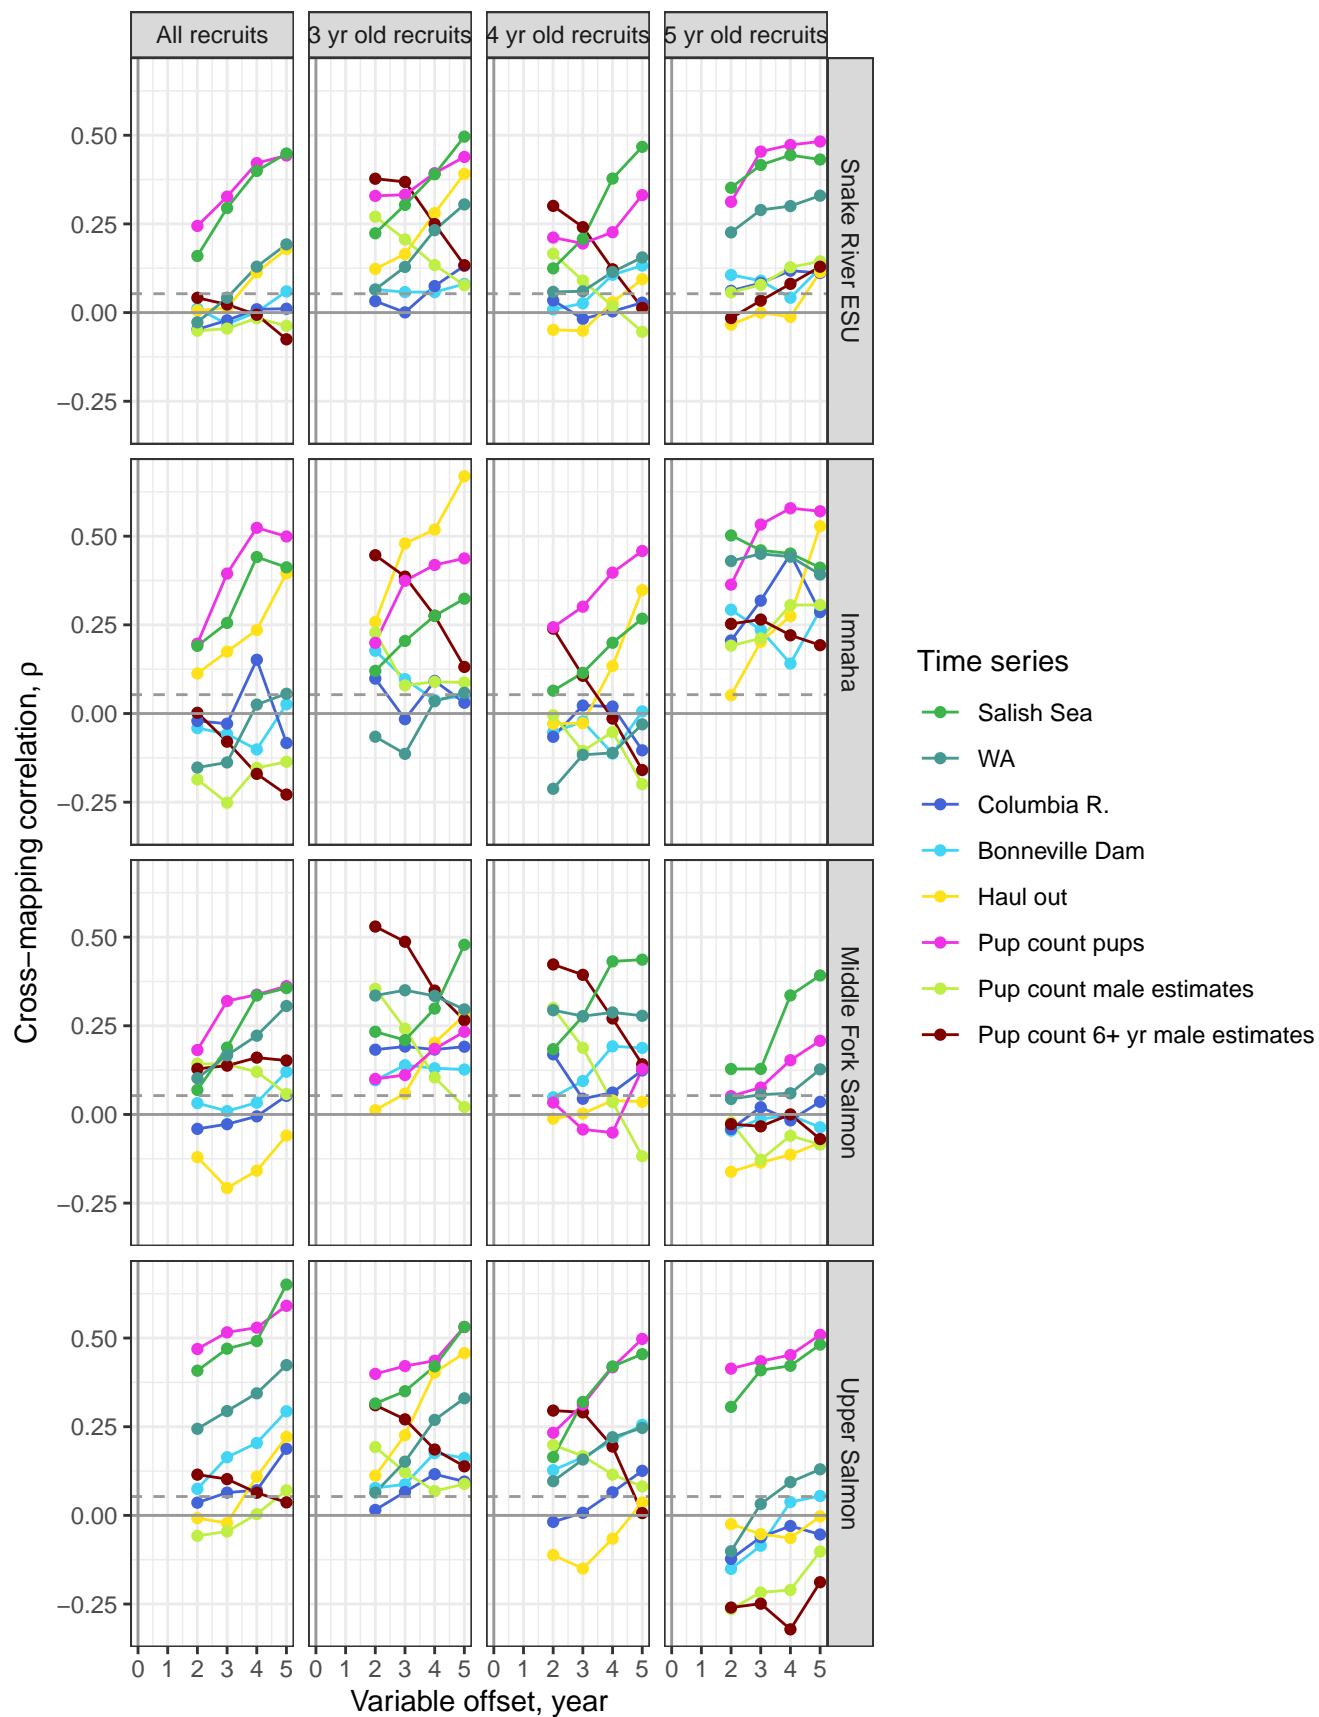 All recruits
3 yr old recruits
4 yr old recruits
5 yr old recruits
0.50
0.25
0.00
−0.25
Snake River ESU
0.50
0.25
0.00
−0.25
Imnaha
0.50
0.25
0.00
−0.25
Middle Fork Salmon
0.50
0.25
0.00
−0.25
Upper Salmon
0 1 2 3 4 5
0 1 2 3 4 5
0 1 2 3 4 5
0 1 2 3 4 5
Variable offset, year
Cross−mapping correlation, ρ
Time series
Salish Sea
WA
Columbia R.
Bonneville Dam
Haul out
Pup count pups
Pup count male estimates
Pup count 6+ yr male estimates